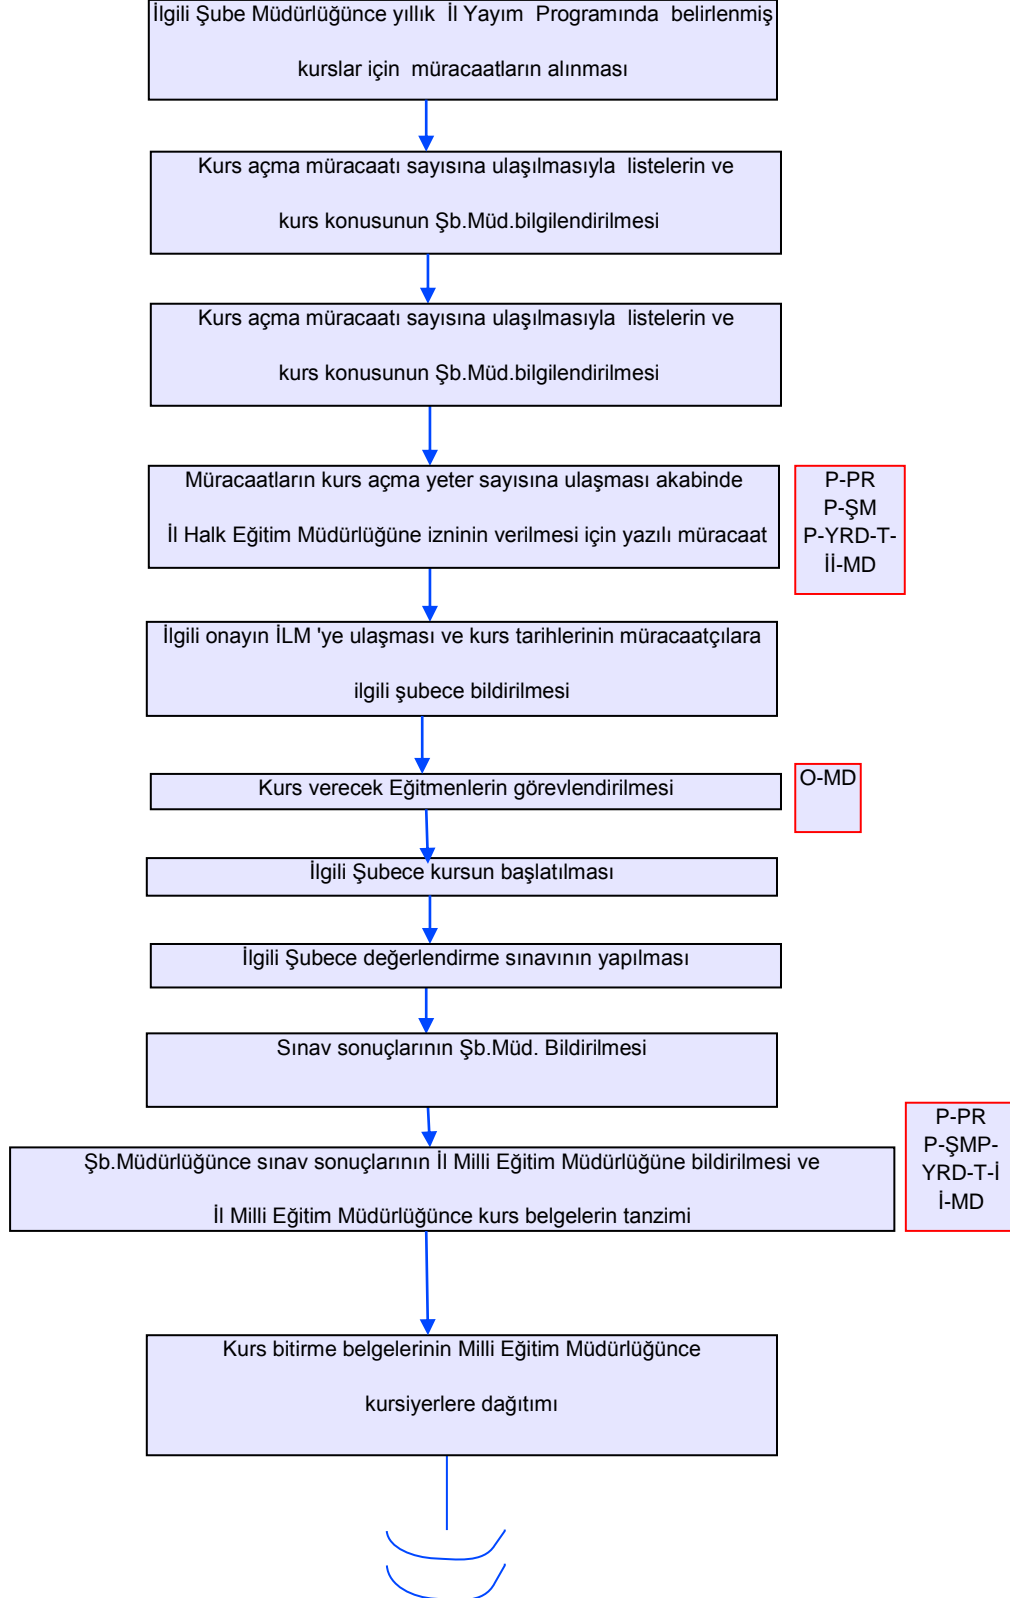 İlgili Şube Müdürlüğünce yıllık İl Yayım Programında belirlenmiş
kurslar için müracaatların alınması
Kurs açma müracaatı sayısına ulaşılmasıyla listelerin ve
kurs konusunun Şb.Müd.bilgilendirilmesi
Kurs açma müracaatı sayısına ulaşılmasıyla listelerin ve
kurs konusunun Şb.Müd.bilgilendirilmesi
Müracaatların kurs açma yeter sayısına ulaşması akabinde
İl Halk Eğitim Müdürlüğüne izninin verilmesi için yazılı müracaat
P-PR
P-ŞM
P-YRD-T-
İİ-MD
İlgili onayın İLM 'ye ulaşması ve kurs tarihlerinin müracaatçılara
ilgili şubece bildirilmesi
Kurs verecek Eğitmenlerin görevlendirilmesi
O-MD
İlgili Şubece kursun başlatılması
İlgili Şubece değerlendirme sınavının yapılması
Sınav sonuçlarının Şb.Müd. Bildirilmesi
Şb.Müdürlüğünce sınav sonuçlarının İl Milli Eğitim Müdürlüğüne bildirilmesi ve
İl Milli Eğitim Müdürlüğünce kurs belgelerin tanzimi
P-PR
P-ŞMP-
YRD-T-İ
İ-MD
Kurs bitirme belgelerinin Milli Eğitim Müdürlüğünce
kursiyerlere dağıtımı